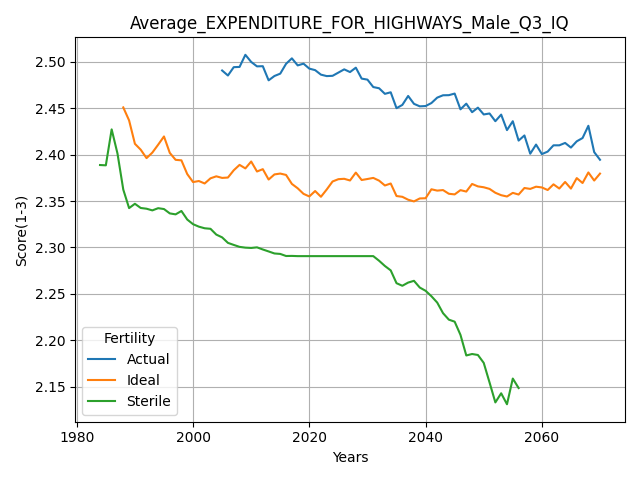 Average_EXPENDITURE_FOR_HIGHWAYS_Male_Q3_IQ
Score(1-3)
2.50
2.45
2.40
2.35
2.30
2.25
2.20
2.15
Fertility
Actual
Ideal
Sterile
1980
2000
2020
2040
2060
Years